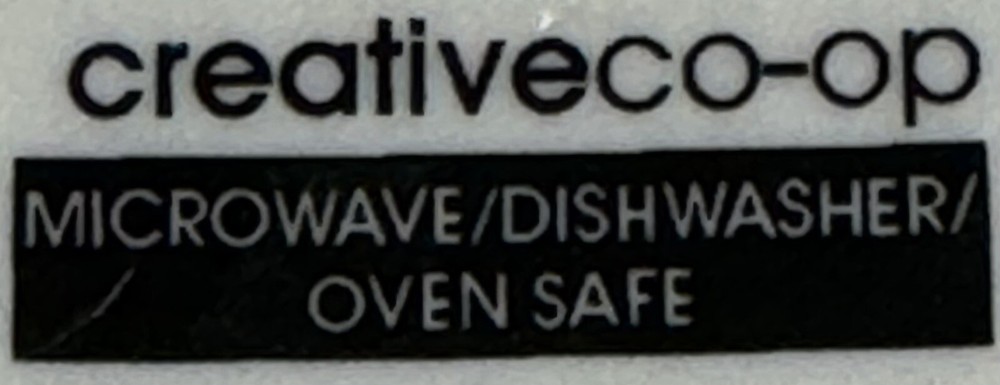 creativeco-op
MICROWAVE/DISHWASHER/
OVEN SAFE